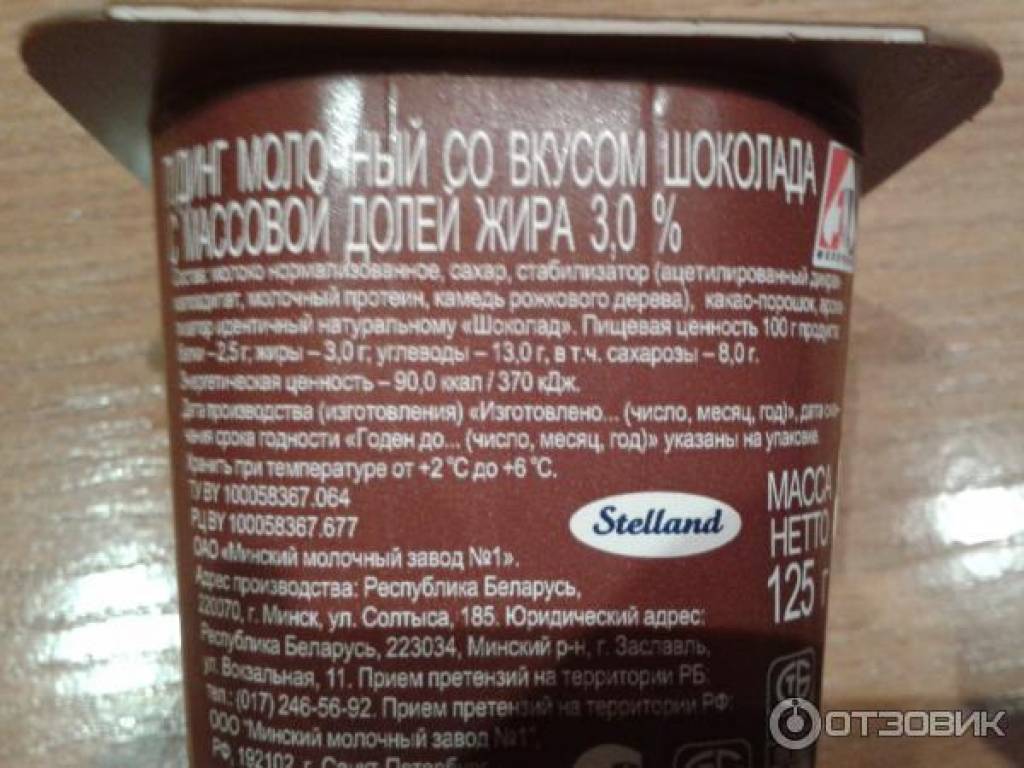 МОЛОЧНЫЙ СО ВКУСОМ ШОКОЛАДА
С МАССОВОЙ ДОЛЕЙ ЖИРА 3,0 %
Состав: молоко нормализованное, сахар, стабилизатор (ацетилированный
молочный протеин, камедь рожкового дерева), какао-порошок,
идентичный натуральному «Шоколад». Пищевая ценность 100 г продукта:
Белки – 2,5 г; жиры – 3,0 г; углеводы – 13,0 г, в т.ч. сахарозы – 8,0 г.
Энергетическая ценность – 90,0 ккал / 370 кДж.
Дата производства (изготовления) «Изготовлено... (число, месяц, год)», дата
срока годности «Годен до... (число, месяц, год)» указаны на упаковке.
Хранить при температуре от +2 °С до +6 °С.
ТУ BY 100058367.064
РЦ BY 100058367.677
ОАО «Минский молочный завод №1».
Адрес производства: Республика Беларусь,
220070, г. Минск, ул. Солтыса, 185. Юридический адрес:
Республика Беларусь, 223034, Минский р-н, г. Заславль,
ул. Вокзальная, 11. Прием претензий на территории РБ:
тел.: (017) 246-56-92. Прием претензий на территории РФ:
ООО "Минский молочный завод №1",
РФ, 192102, г. Санкт-Петербург
Stelland
МАССА
НЕТТО
125 г
СТБ
ОТЗОВИК